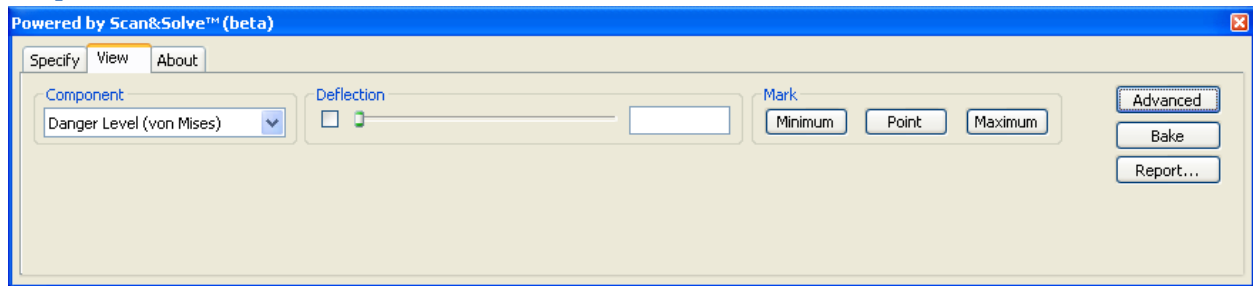 Powered by Scan&Solve™ (beta)
Specify View About
Component Deflection Mark
Danger Level (von Mises) Minimum Point Maximum Advanced
Bake
Report...